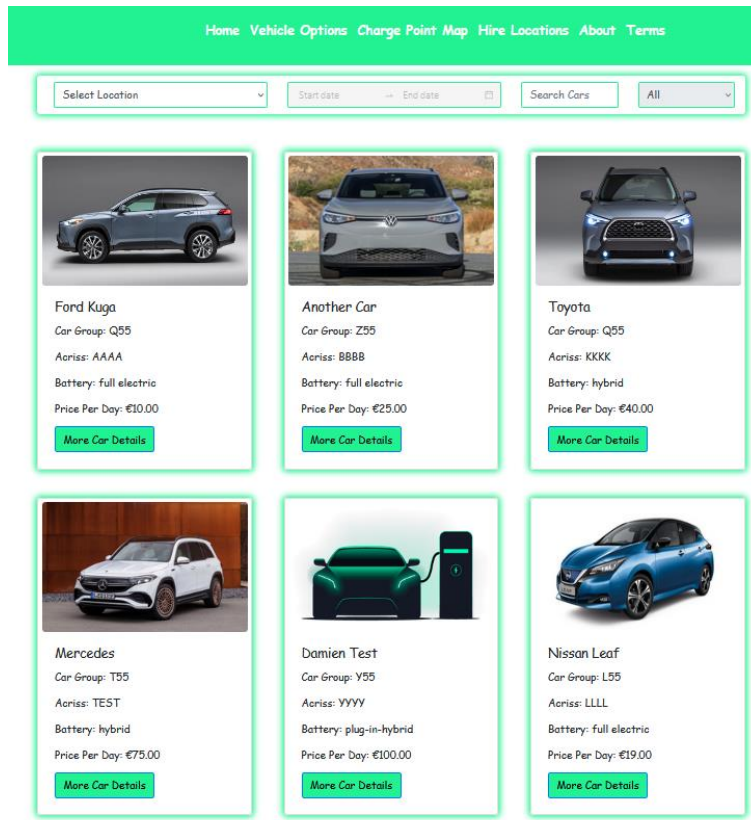 Home Vehicle Options Charge Point Map Hire Locations About Terms
Select Location Start date → End date Search Cars All
Ford Kuga
Car Group: Q55
Acriss: AAAA
Battery: full electric
Price Per Day: €10.00
More Car Details
Another Car
Car Group: Z55
Acriss: BBBB
Battery: full electric
Price Per Day: €25.00
More Car Details
Toyota
Car Group: Q55
Acriss: KKKK
Battery: hybrid
Price Per Day: €40.00
More Car Details
Mercedes
Car Group: T55
Acriss: TEST
Battery: hybrid
Price Per Day: €75.00
More Car Details
Damien Test
Car Group: Y55
Acriss: YYYY
Battery: plug-in-hybrid
Price Per Day: €100.00
More Car Details
Nissan Leaf
Car Group: L55
Acriss: LLLL
Battery: full electric
Price Per Day: €19.00
More Car Details